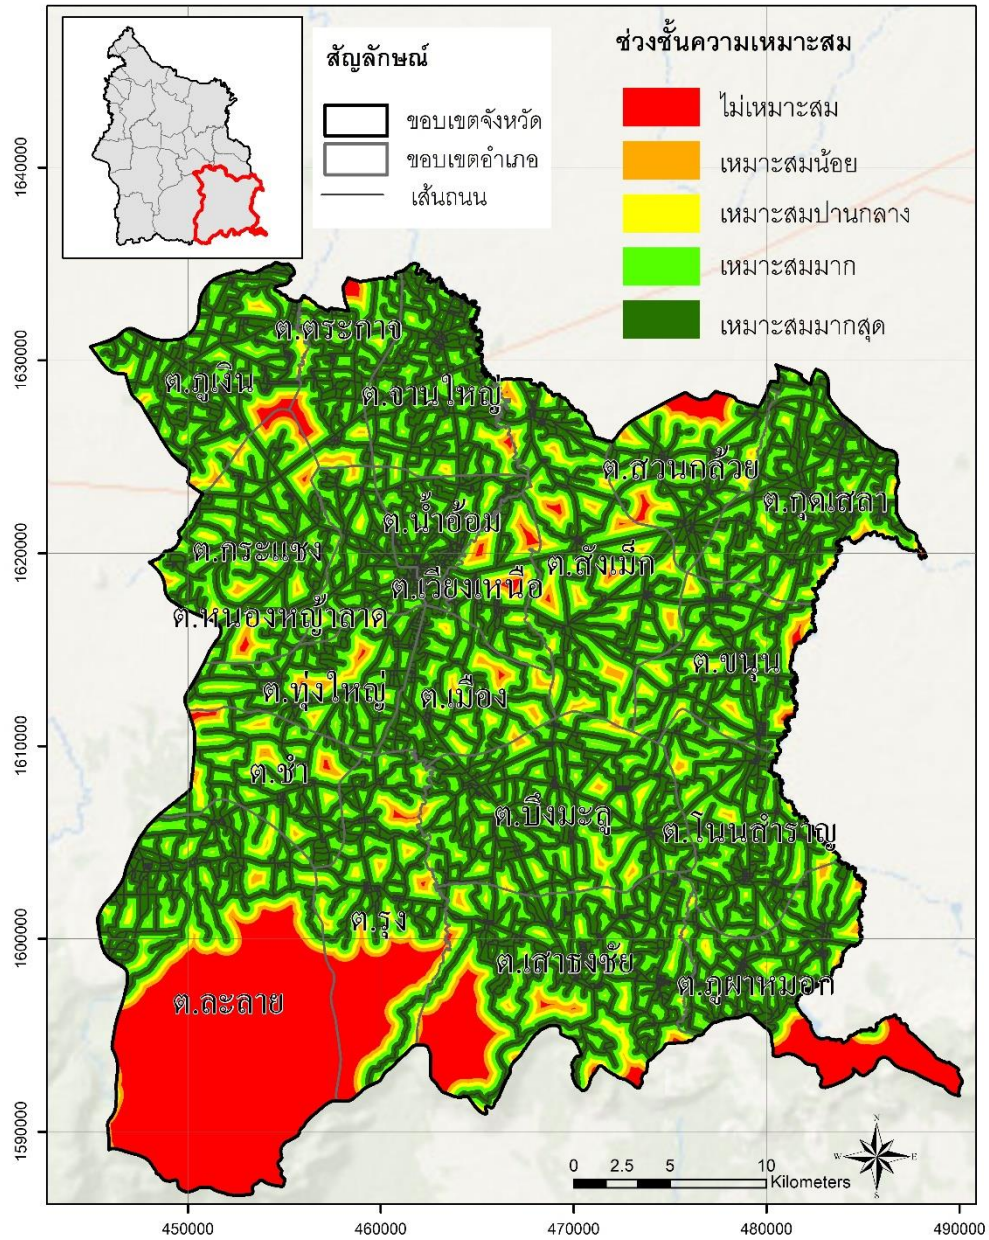 สัญลักษณ์
ขอบเขตจังหวัด
ขอบเขตอำเภอ
เส้นถนน
ช่วงชั้นความเหมาะสม
ไม่เหมาะสม
เหมาะสมน้อย
เหมาะสมปานกลาง
เหมาะสมมาก
เหมาะสมมากสุด
1640000
1630000
1620000
1610000
1600000
1590000
ต.ตระกาจ
ต.ภูเงิน
ต.จานใหญ่
ต.สวนกล้วย
ต.กุดเสลา
ต.น้ำอ้อม
ต.กระแชง
ต.สังเม็ก
ต.เวียงเหนือ
ต.หนองหญ้าลาด
ต.ขนุน
ต.ทุ่งใหญ่
ต.เมือง
ต.ชำ
ต.บึงมะลู
ต.โนนสำราญ
ต.รุง
ต.เสาธงชัย
ต.ภูผาหมอก
ต.ละลาย
N
W E
S
0 2.5 5 10
Kilometers
450000 460000 470000 480000 490000